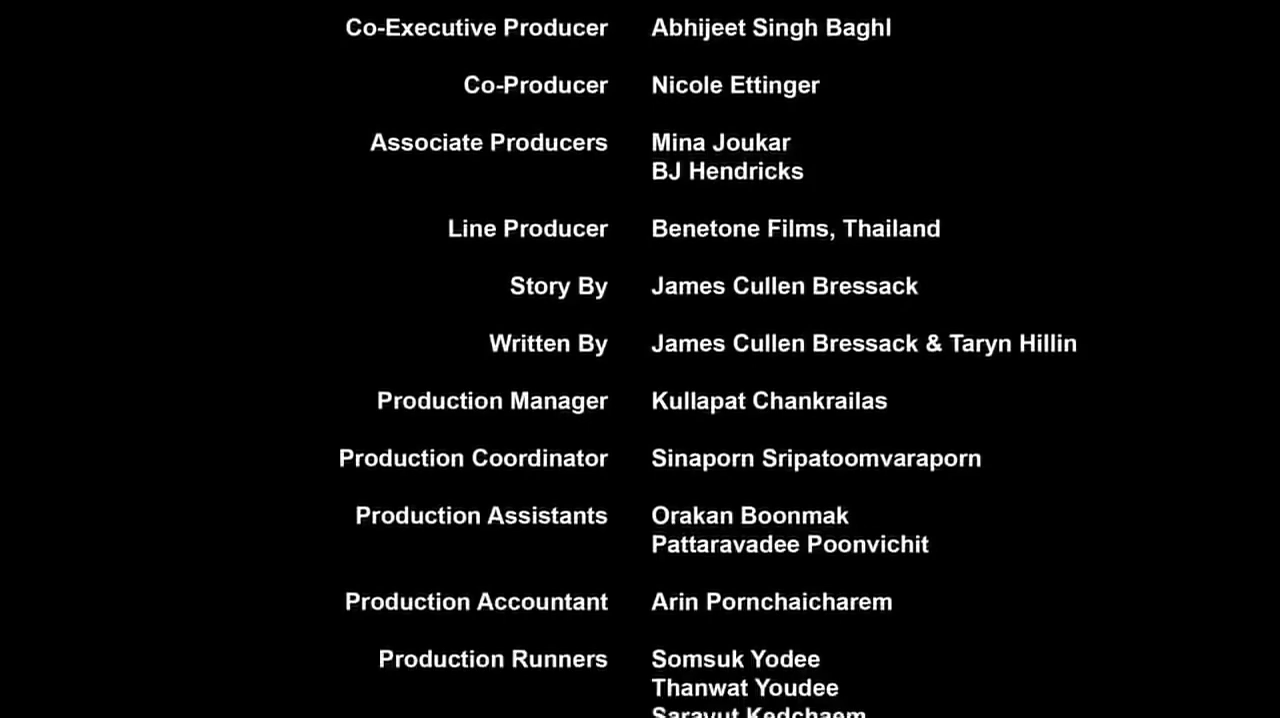 Co-Executive Producer Abhijeet Singh Baghl
Co-Producer Nicole Ettinger
Associate Producers Mina Joukar
BJ Hendricks
Line Producer Benetone Films, Thailand
Story By James Cullen Bressack
Written By James Cullen Bressack & Taryn Hillin
Production Manager Kullapat Chankrailas
Production Coordinator Sinaporn Sripatoomvaraporn
Production Assistants Orakan Boonmak
Pattaravadee Poonvichit
Production Accountant Arin Pornchaicharem
Production Runners Somsuk Yodee
Thanwat Youdee
Saravut Kedchaem